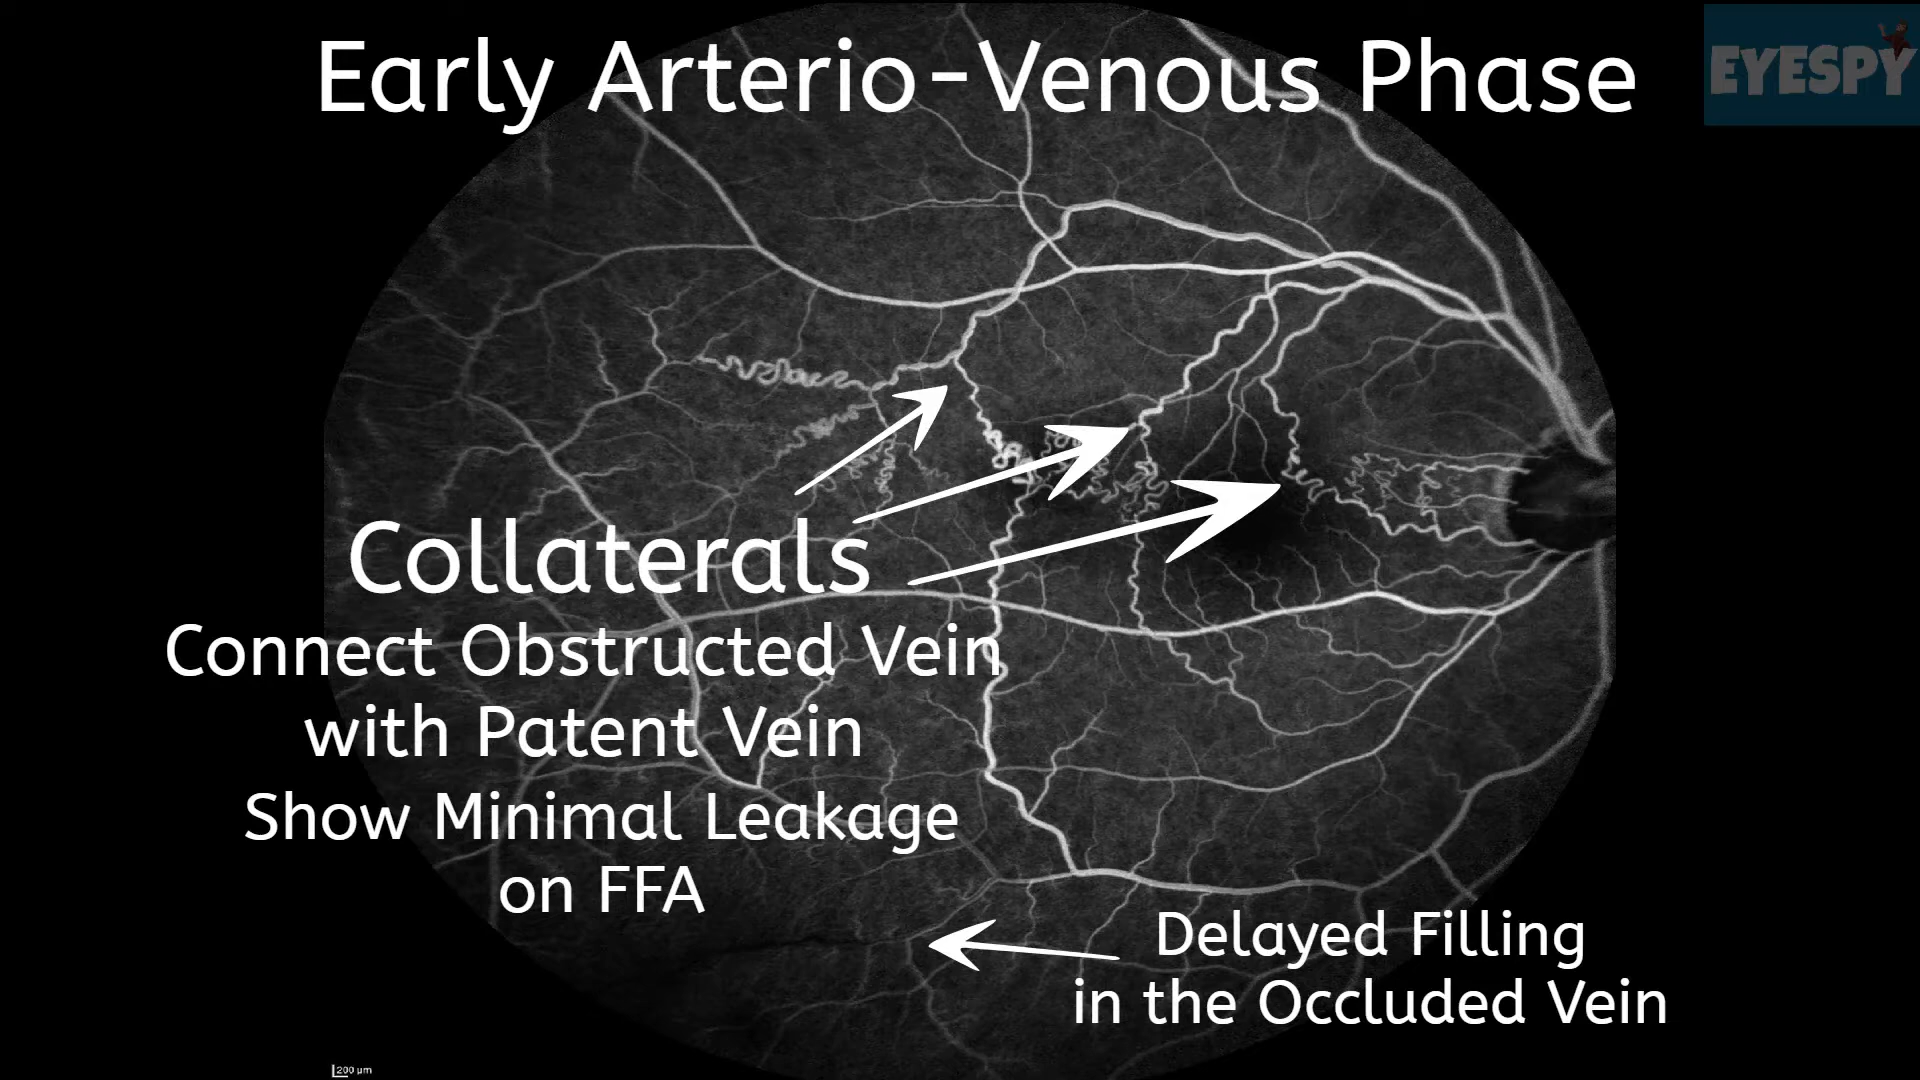 Early Arterio-Venous Phase
EYESPY
Collaterals
Connect Obstructed Vein
with Patent Vein
Show Minimal Leakage
on FFA
Delayed Filling
in the Occluded Vein
200 µm